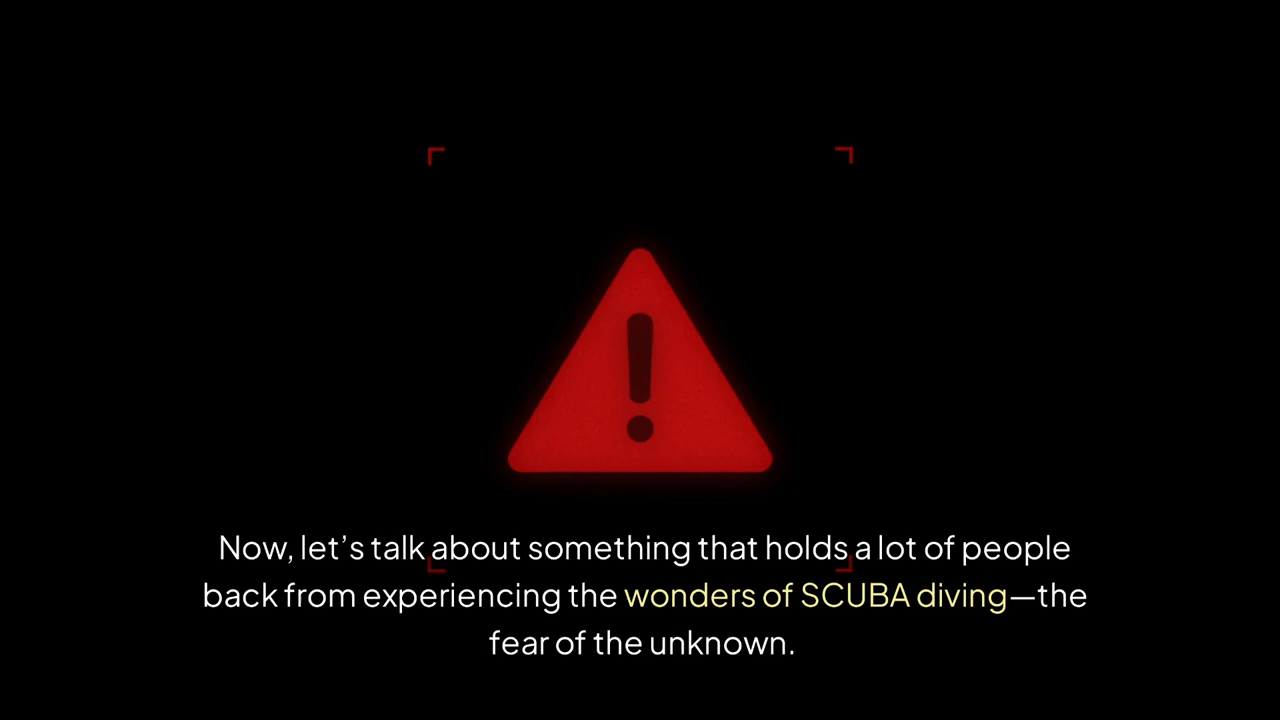 Now, let’s talk about something that holds a lot of people
back from experiencing the wonders of SCUBA diving—the
fear of the unknown.